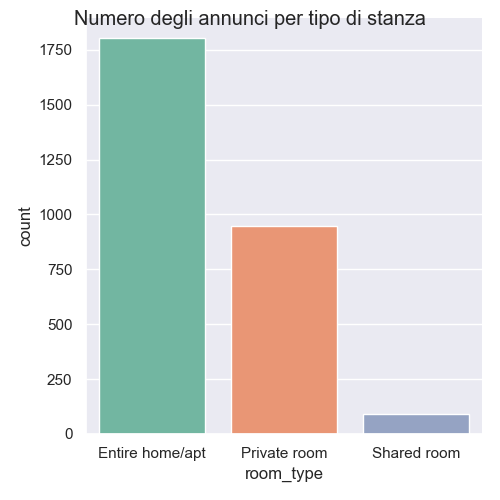 Numero degli annunci per tipo di stanza
1750
1500
1250
1000
750
500
250
0
count
Entire home/apt Private room Shared room
room_type